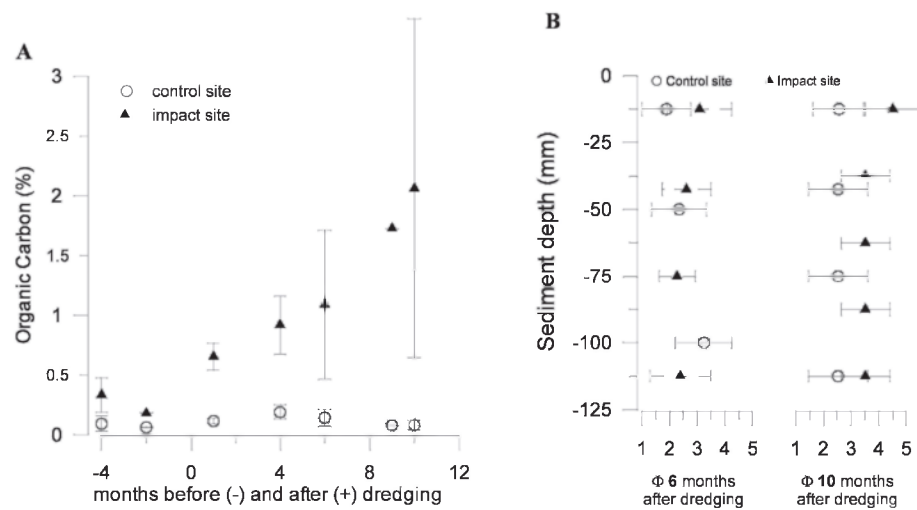 A
control site
impact site
3
2.5
2
1.5
1
0.5
0
Organic Carbon (%)
-4 0 4 8 12
months before (-) and after (+) dredging
B
Control site Impact site
0
-25
-50
-75
-100
-125
Sediment depth (mm)
1 2 3 4 5 1 2 3 4 5
Φ 6 months
after dredging
Φ 10 months
after dredging